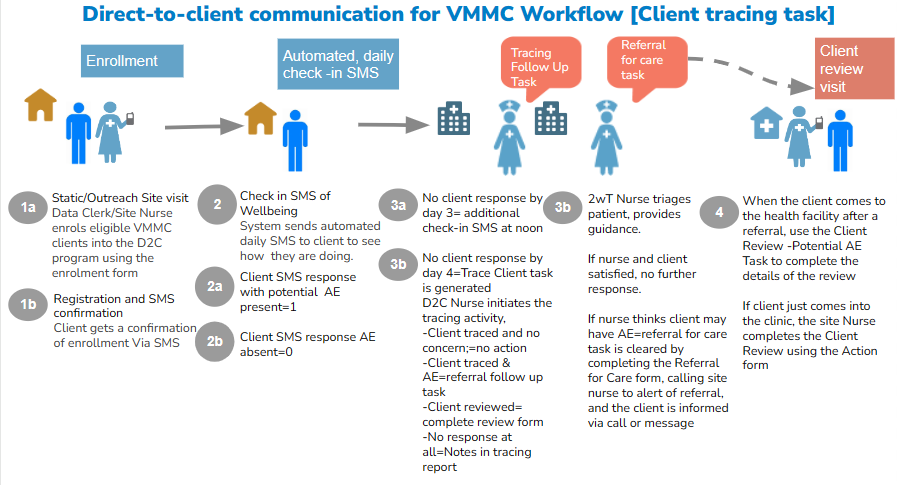 Direct-to-client communication for VMMC Workflow [Client tracing task]
Enrollment
Automated, daily
check -in SMS
Tracing
Follow Up
Task
Referral
for care
task
Client
review
visit
1a
Static/Outreach Site visit
Data Clerk/Site Nurse
enrols eligible VMMC
clients into the D2C
program using the
enrolment form
1b
Registration and SMS
confirmation
Client gets a confirmation
of enrollment Via SMS
2
Check in SMS of
Wellbeing
System sends automated
daily SMS to client to see
how they are doing.
2a
Client SMS response
with potential AE
present=1
2b
Client SMS response AE
absent=0
3a
No client response by
day 3= additional
check-in SMS at noon
3b
No client response by
day 4=Trace Client task
is generated
D2C Nurse initiates the
tracing activity,
-Client traced and no
concern;=no action
-Client traced &
AE=referral follow up
task
-Client reviewed=
complete review form
-No response at
all=Notes in tracing
report
3b
2wT Nurse triages
patient, provides
guidance.
If nurse and client
satisfied, no further
response.
If nurse thinks client may
have AE=referral for care
task is cleared by
completing the Referral
for Care form, calling site
nurse to alert of referral,
and the client is informed
via call or message
4
When the client comes to
the health facility after a
referral, use the Client
Review -Potential AE
Task to complete the
details of the review
If client just comes into
the clinic, the site Nurse
completes the Client
Review using the Action
form